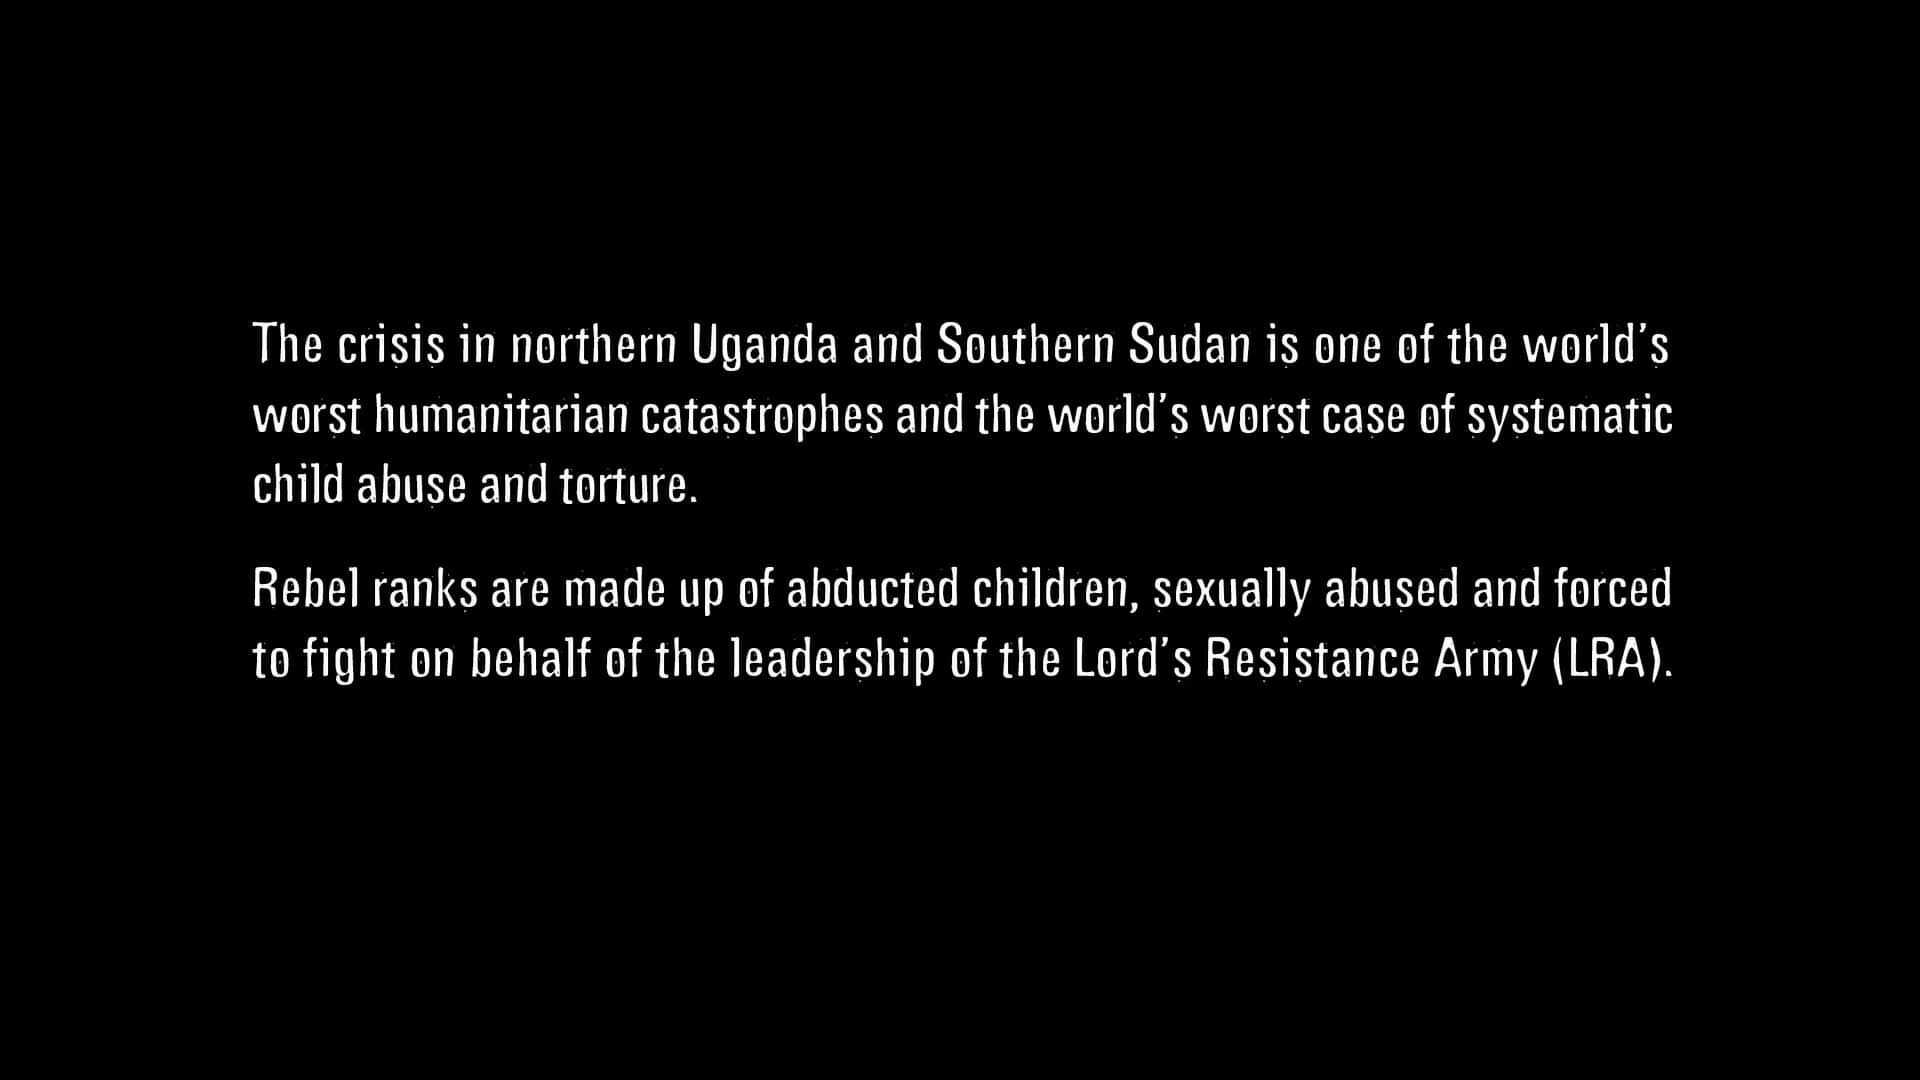 The crisis in northern Uganda and Southern Sudan is one of the world’s
worst humanitarian catastrophes and the world’s worst case of systematic
child abuse and torture.
Rebel ranks are made up of abducted children, sexually abused and forced
to fight on behalf of the leadership of the Lord’s Resistance Army (LRA).